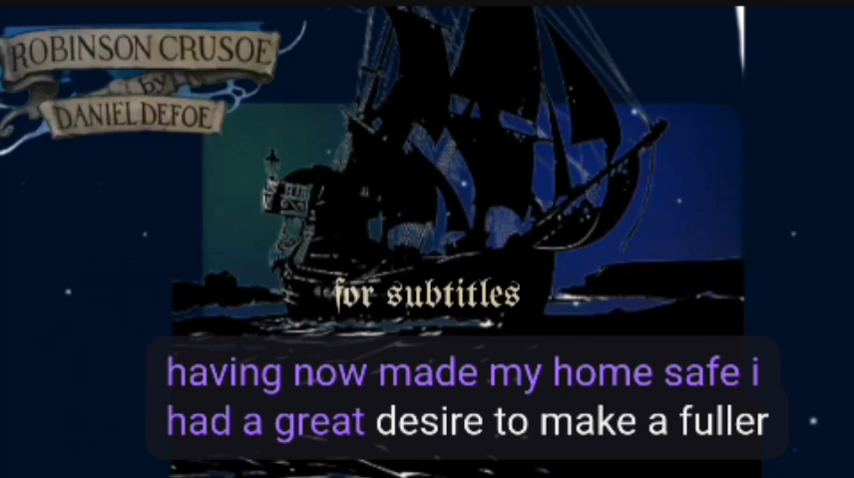 ROBINSON CRUSOE
by
DANIEL DEFOE
for subtitles
having now made my home safe i
had a great desire to make a fuller